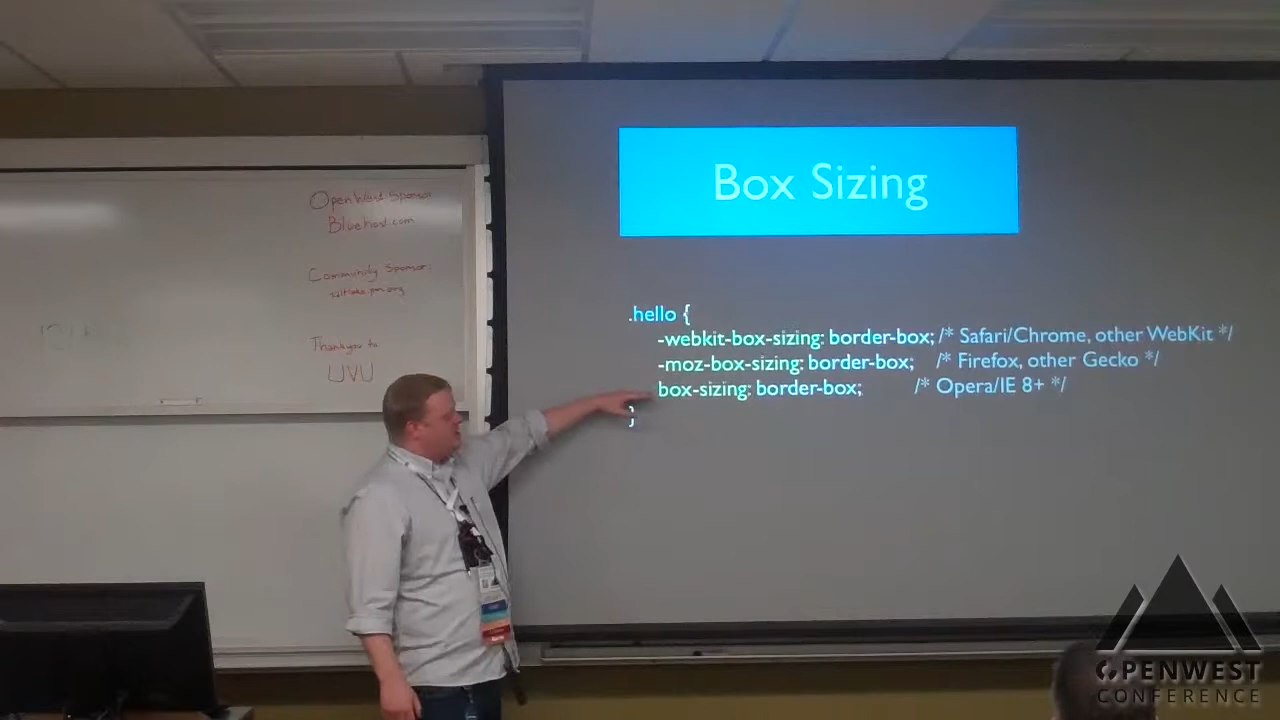 OpenWest Sponsor
Bluehost.com
Community Sponsor:
Thank you to
UVU
Box Sizing
.hello {
-webkit-box-sizing: border-box; /* Safari/Chrome, other WebKit */
-moz-box-sizing: border-box; /* Firefox, other Gecko */
box-sizing: border-box; /* Opera/IE 8+ */
}
OPENWEST
CONFERENCE